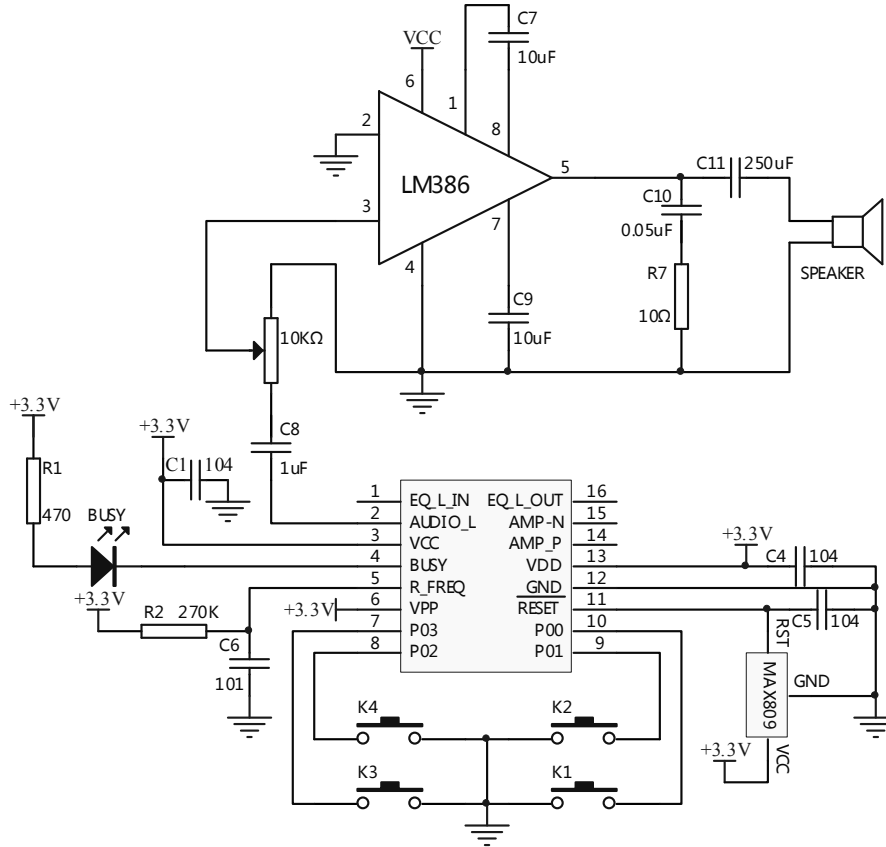 C7
10uF
VCC
6
1
8
2
LM386
5
3
7
4
C11 250uF
C10
0.05uF
R7
10Ω
SPEAKER
C9
10uF
10KΩ
+3.3V
+3.3V
C8
1uF
R1
470
C1 104
BUSY
1 EQ_L_IN EQ_L_OUT 16
2 AUDIO_L AMP-N 15
3 VCC AMP_P 14
4 BUSY VDD 13
5 R_FREQ GND 12
6 VPP RESET 11
7 P03 P00 10
8 P02 P01 9
+3.3V
C4 104
C5 104
+3.3V
R2 270K
+3.3V
C6
101
RST
MAX809
GND
VCC
+3.3V
K4
K2
K3
K1